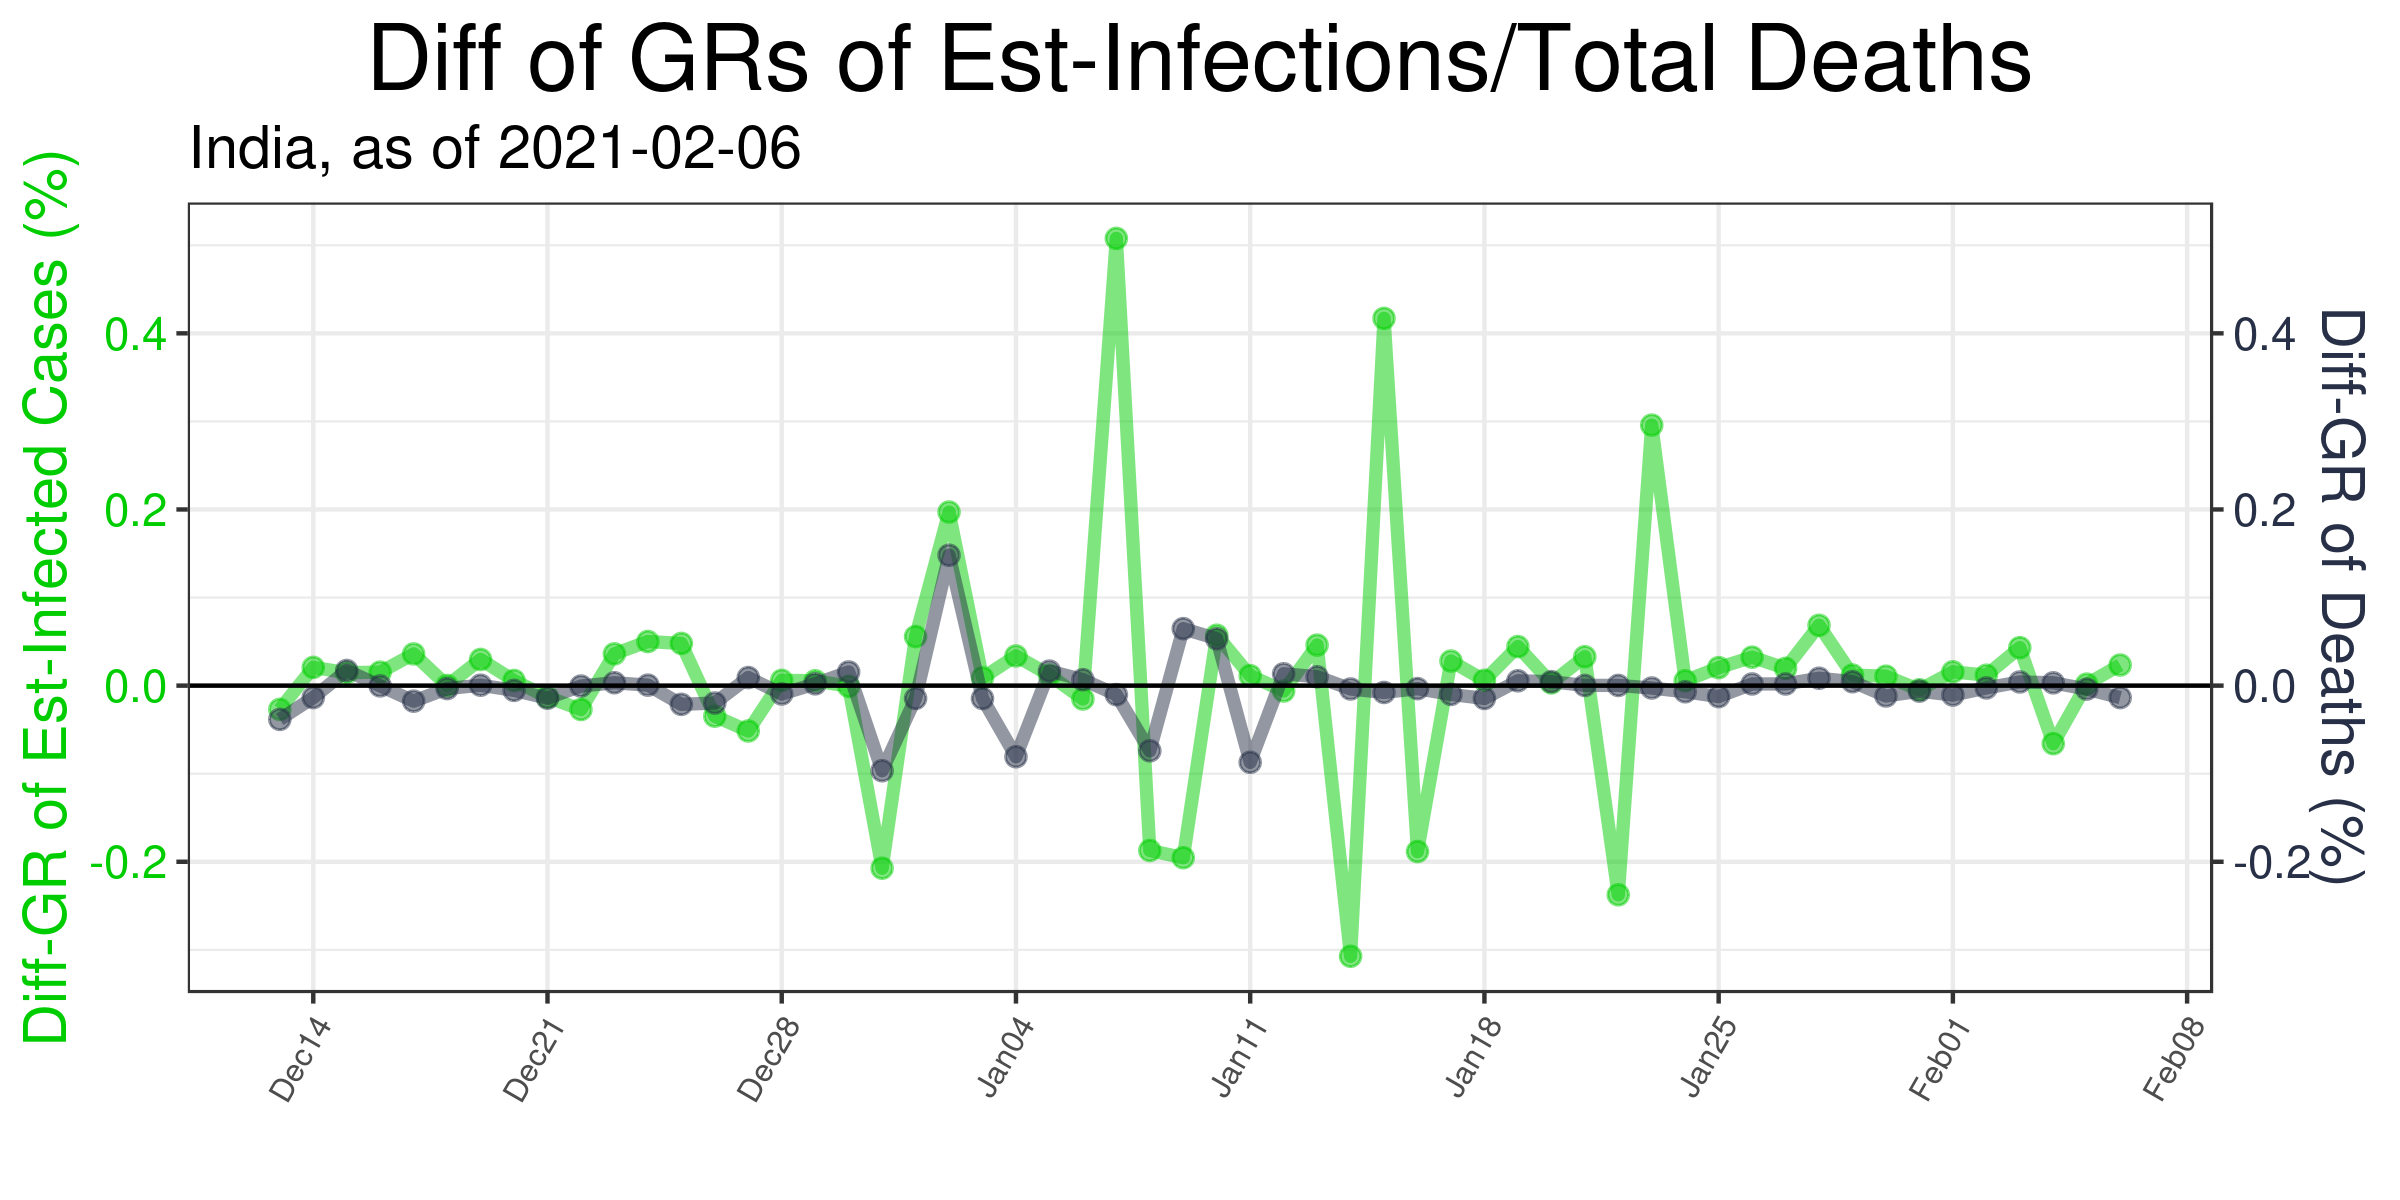 Diff of GRs of Est-Infections/Total Deaths
India, as of 2021-02-06
Diff-GR of Est-Infected Cases (%)
0.4
0.2
0.0
-0.2
0.4
0.2
0.0
-0.2
Diff-GR of Deaths (%)
Dec14
Dec21
Dec28
Jan04
Jan11
Jan18
Jan25
Feb01
Feb08